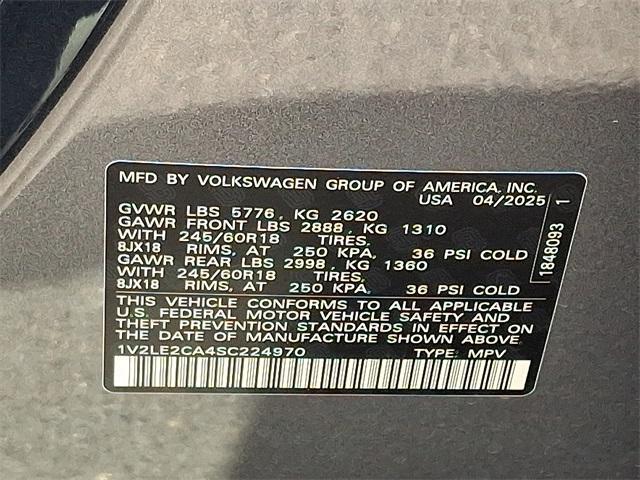 MFD BY VOLKSWAGEN GROUP OF AMERICA, INC.
USA 04/2025
GVWR LBS 5776, KG 2620
GAWR FRONT LBS 2888, KG 1310
WITH 245/60R18 TIRES,
8JX18 RIMS, AT 250 KPA, 36 PSI COLD
GAWR REAR LBS 2998, KG 1360
WITH 245/60R18 TIRES,
8JX18 RIMS, AT 250 KPA, 36 PSI COLD
THIS VEHICLE CONFORMS TO ALL APPLICABLE
U.S. FEDERAL MOTOR VEHICLE SAFETY AND
THEFT PREVENTION STANDARDS IN EFFECT ON
THE DATE OF MANUFACTURE SHOWN ABOVE
1V2LE2CA4SC224970 TYPE: MPV
1848093 1